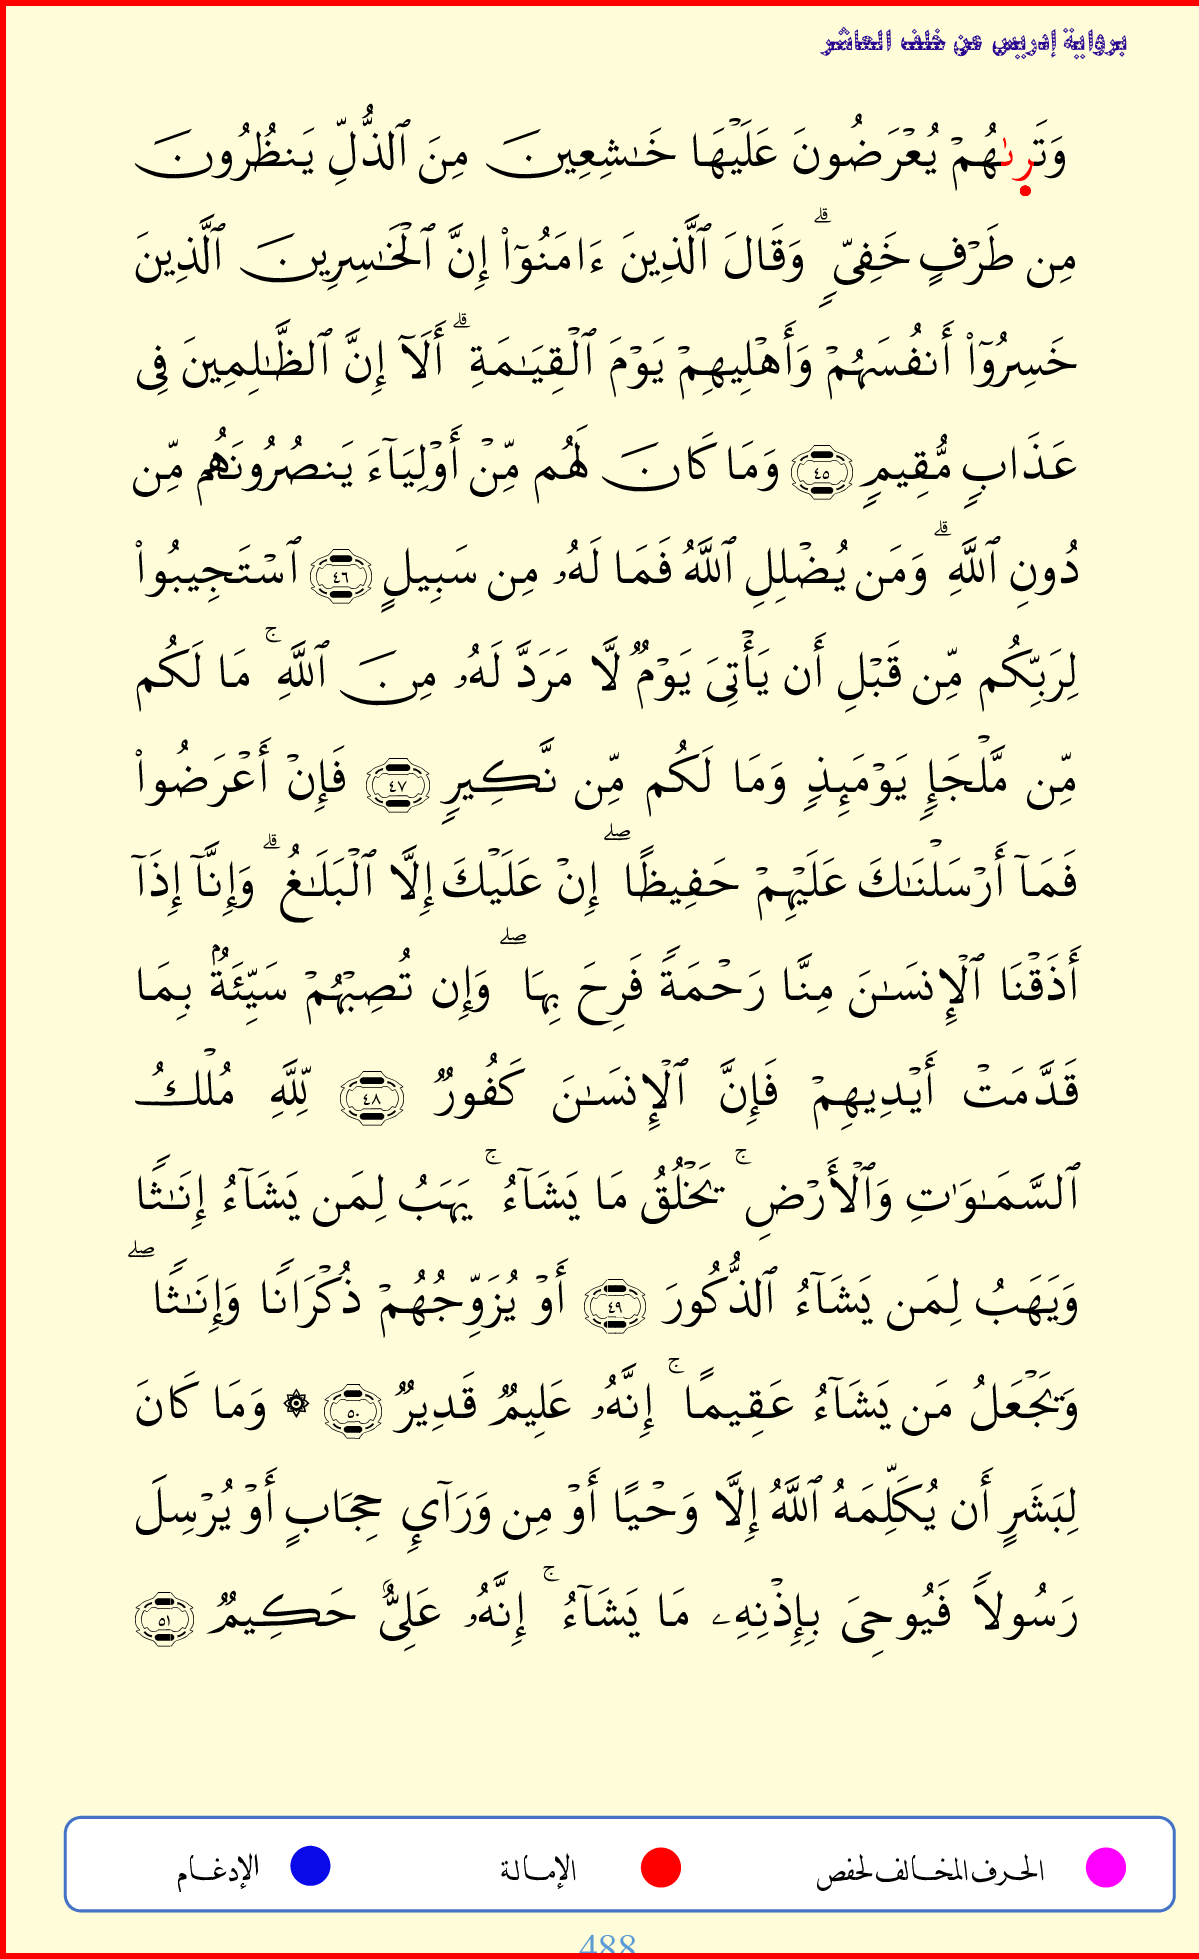 برواية إدريس عن خلف العاشر
وَتَرِىٰهُمۡ يُعۡرَضُونَ عَلَيۡهَا خَٰشِعِينَ مِنَ ٱلذُّلِّ يَنظُرُونَ
مِن طَرۡفٍ خَفِيّٖۗ وَقَالَ ٱلَّذِينَ ءَامَنُوٓاْ إِنَّ ٱلۡخَٰسِرِينَ ٱلَّذِينَ
خَسِرُوٓاْ أَنفُسَهُمۡ وَأَهۡلِيهِمۡ يَوۡمَ ٱلۡقِيَٰمَةِۗ أَلَآ إِنَّ ٱلظَّٰلِمِينَ فِي
عَذَابٖ مُّقِيمٖ ٤٥ وَمَا كَانَ لَهُم مِّنۡ أَوۡلِيَآءَ يَنصُرُونَهُم مِّن
دُونِ ٱللَّهِۗ وَمَن يُضۡلِلِ ٱللَّهُ فَمَا لَهُۥ مِن سَبِيلٍ ٤٦ ٱسۡتَجِيبُواْ
لِرَبِّكُم مِّن قَبۡلِ أَن يَأۡتِيَ يَوۡمٞ لَّا مَرَدَّ لَهُۥ مِنَ ٱللَّهِۚ مَا لَكُم
مِّن مَّلۡجَإٖ يَوۡمَئِذٖ وَمَا لَكُم مِّن نَّكِيرٖ ٤٧ فَإِنۡ أَعۡرَضُواْ
فَمَآ أَرۡسَلۡنَٰكَ عَلَيۡهِمۡ حَفِيظًاۖ إِنۡ عَلَيۡكَ إِلَّا ٱلۡبَلَٰغُۗ وَإِنَّآ إِذَآ
أَذَقۡنَا ٱلۡإِنسَٰنَ مِنَّا رَحۡمَةٗ فَرِحَ بِهَاۖ وَإِن تُصِبۡهُمۡ سَيِّئَةُۢ بِمَا
قَدَّمَتۡ أَيۡدِيهِمۡ فَإِنَّ ٱلۡإِنسَٰنَ كَفُورٞ ٤٨ لِّلَّهِ مُلۡكُ
ٱلسَّمَٰوَٰتِ وَٱلۡأَرۡضِۚ يَخۡلُقُ مَا يَشَآءُۚ يَهَبُ لِمَن يَشَآءُ إِنَٰثٗا
وَيَهَبُ لِمَن يَشَآءُ ٱلذُّكُورَ ٤٩ أَوۡ يُزَوِّجُهُمۡ ذُكۡرَانٗا وَإِنَٰثٗاۖ
وَيَجۡعَلُ مَن يَشَآءُ عَقِيمًاۚ إِنَّهُۥ عَلِيمٞ قَدِيرٞ ٥٠ ۞ وَمَا كَانَ
لِبَشَرٍ أَن يُكَلِّمَهُ ٱللَّهُ إِلَّا وَحۡيًا أَوۡ مِن وَرَآيِٕ حِجَابٍ أَوۡ يُرۡسِلَ
رَسُولٗا فَيُوحِيَ بِإِذۡنِهِۦ مَا يَشَآءُۚ إِنَّهُۥ عَلِيٌّ حَكِيمٞ ٥١
الحرف المخالف لحفص الإمالة الإدغام
488